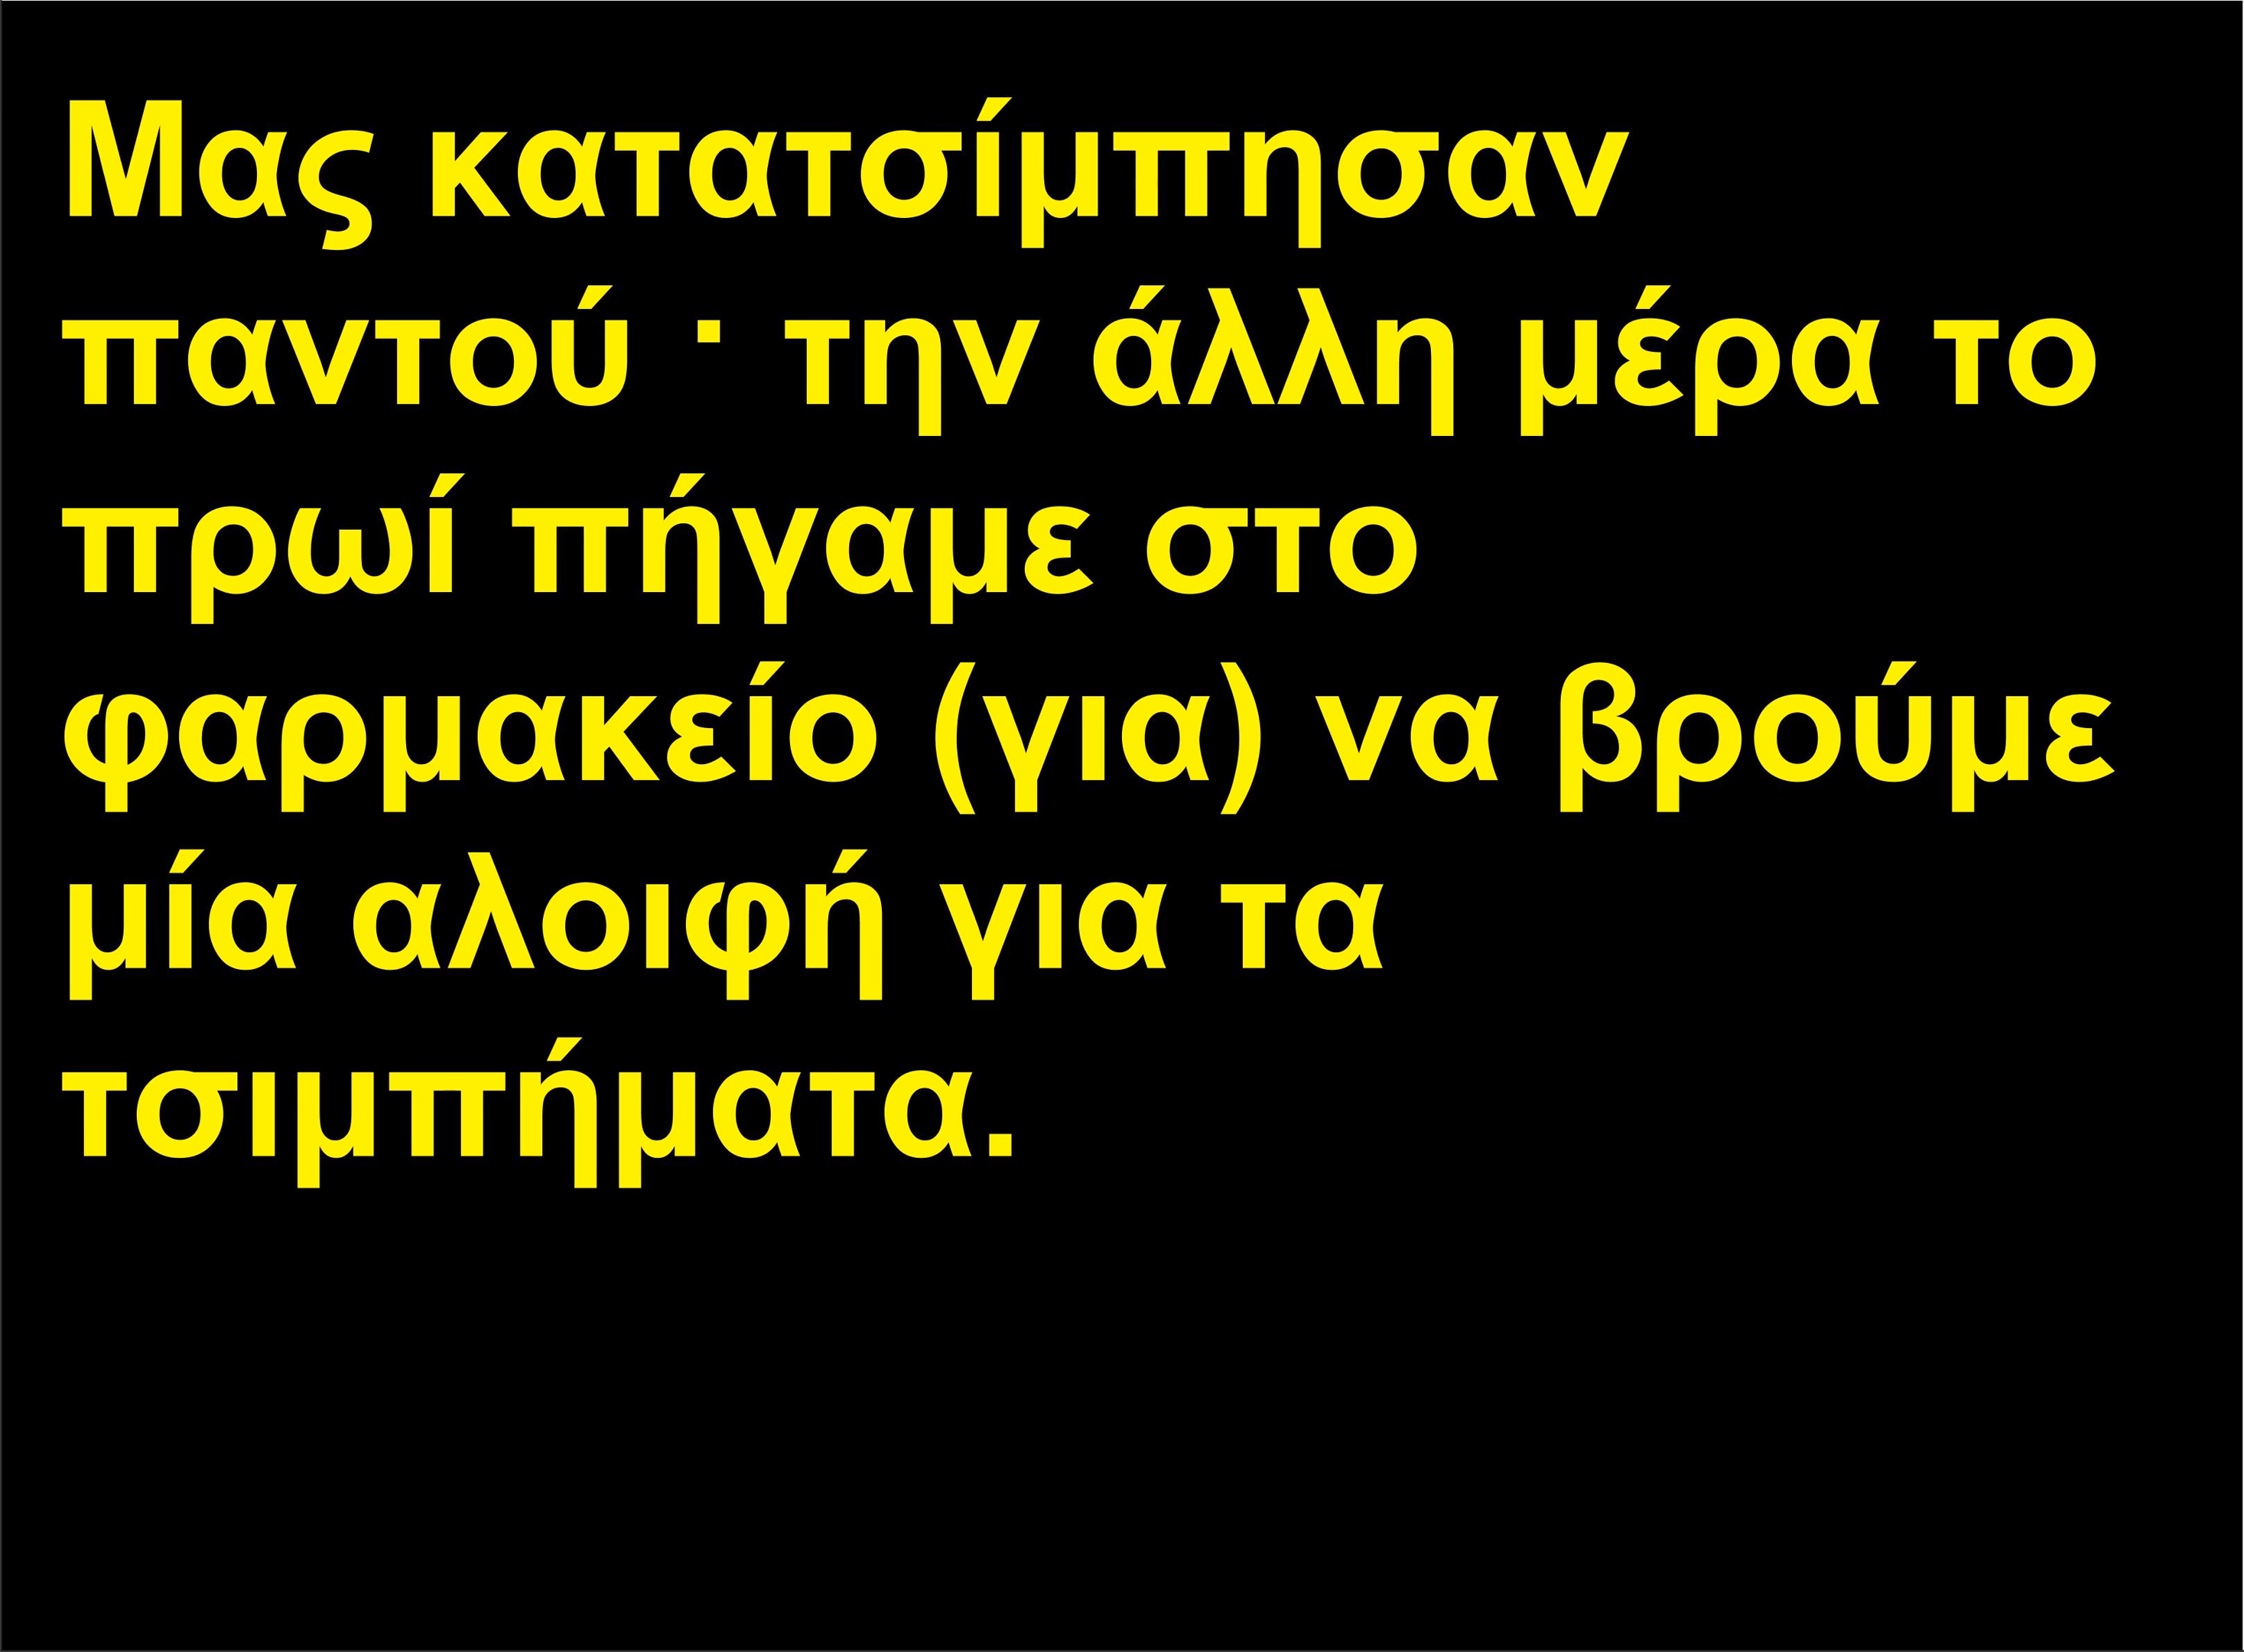 Μας κατατσίμπησαν
παντού · την άλλη μέρα το
πρωί πήγαμε στο
φαρμακείο (για) να βρούμε
μία αλοιφή για τα
τσιμπήματα.